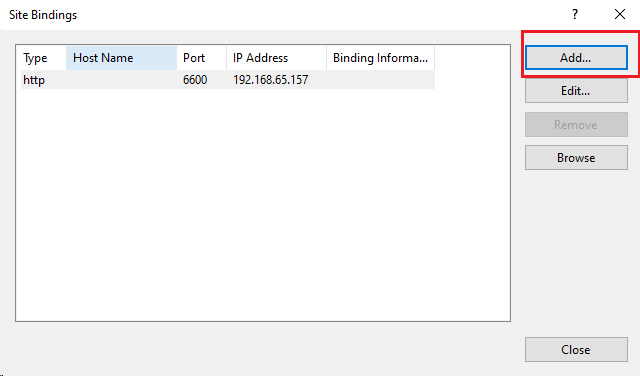 Site Bindings ?
Type Host Name Port IP Address Binding Informa...
http 6600 192.168.65.157
Add...
Edit...
Remove
Browse
Close